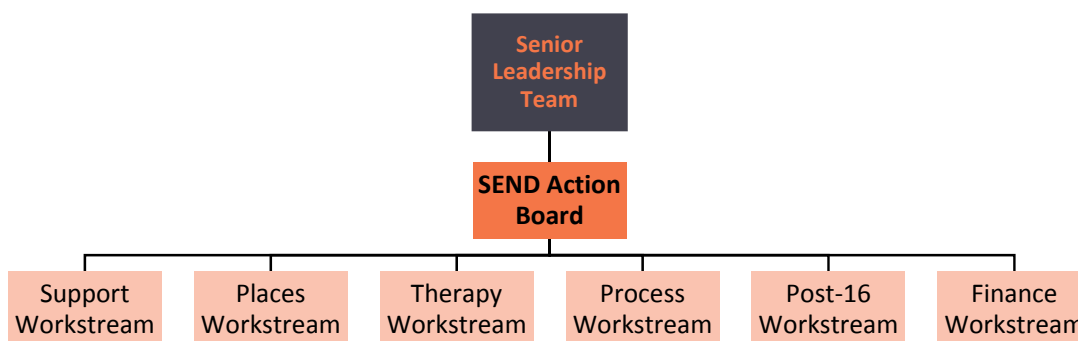 Senior
Leadership
Team
SEND Action
Board
Support
Workstream
Places
Workstream
Therapy
Workstream
Process
Workstream
Post-16
Workstream
Finance
Workstream